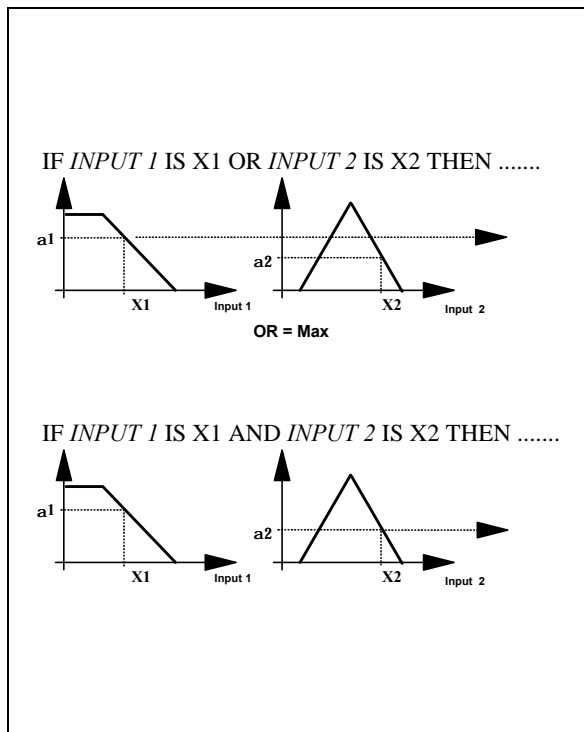 IF INPUT 1 IS X1 OR INPUT 2 IS X2 THEN .......
a1
a2
X1
Input 1
X2
Input 2
OR = Max
IF INPUT 1 IS X1 AND INPUT 2 IS X2 THEN .......
a1
a2
X1
Input 1
X2
Input 2